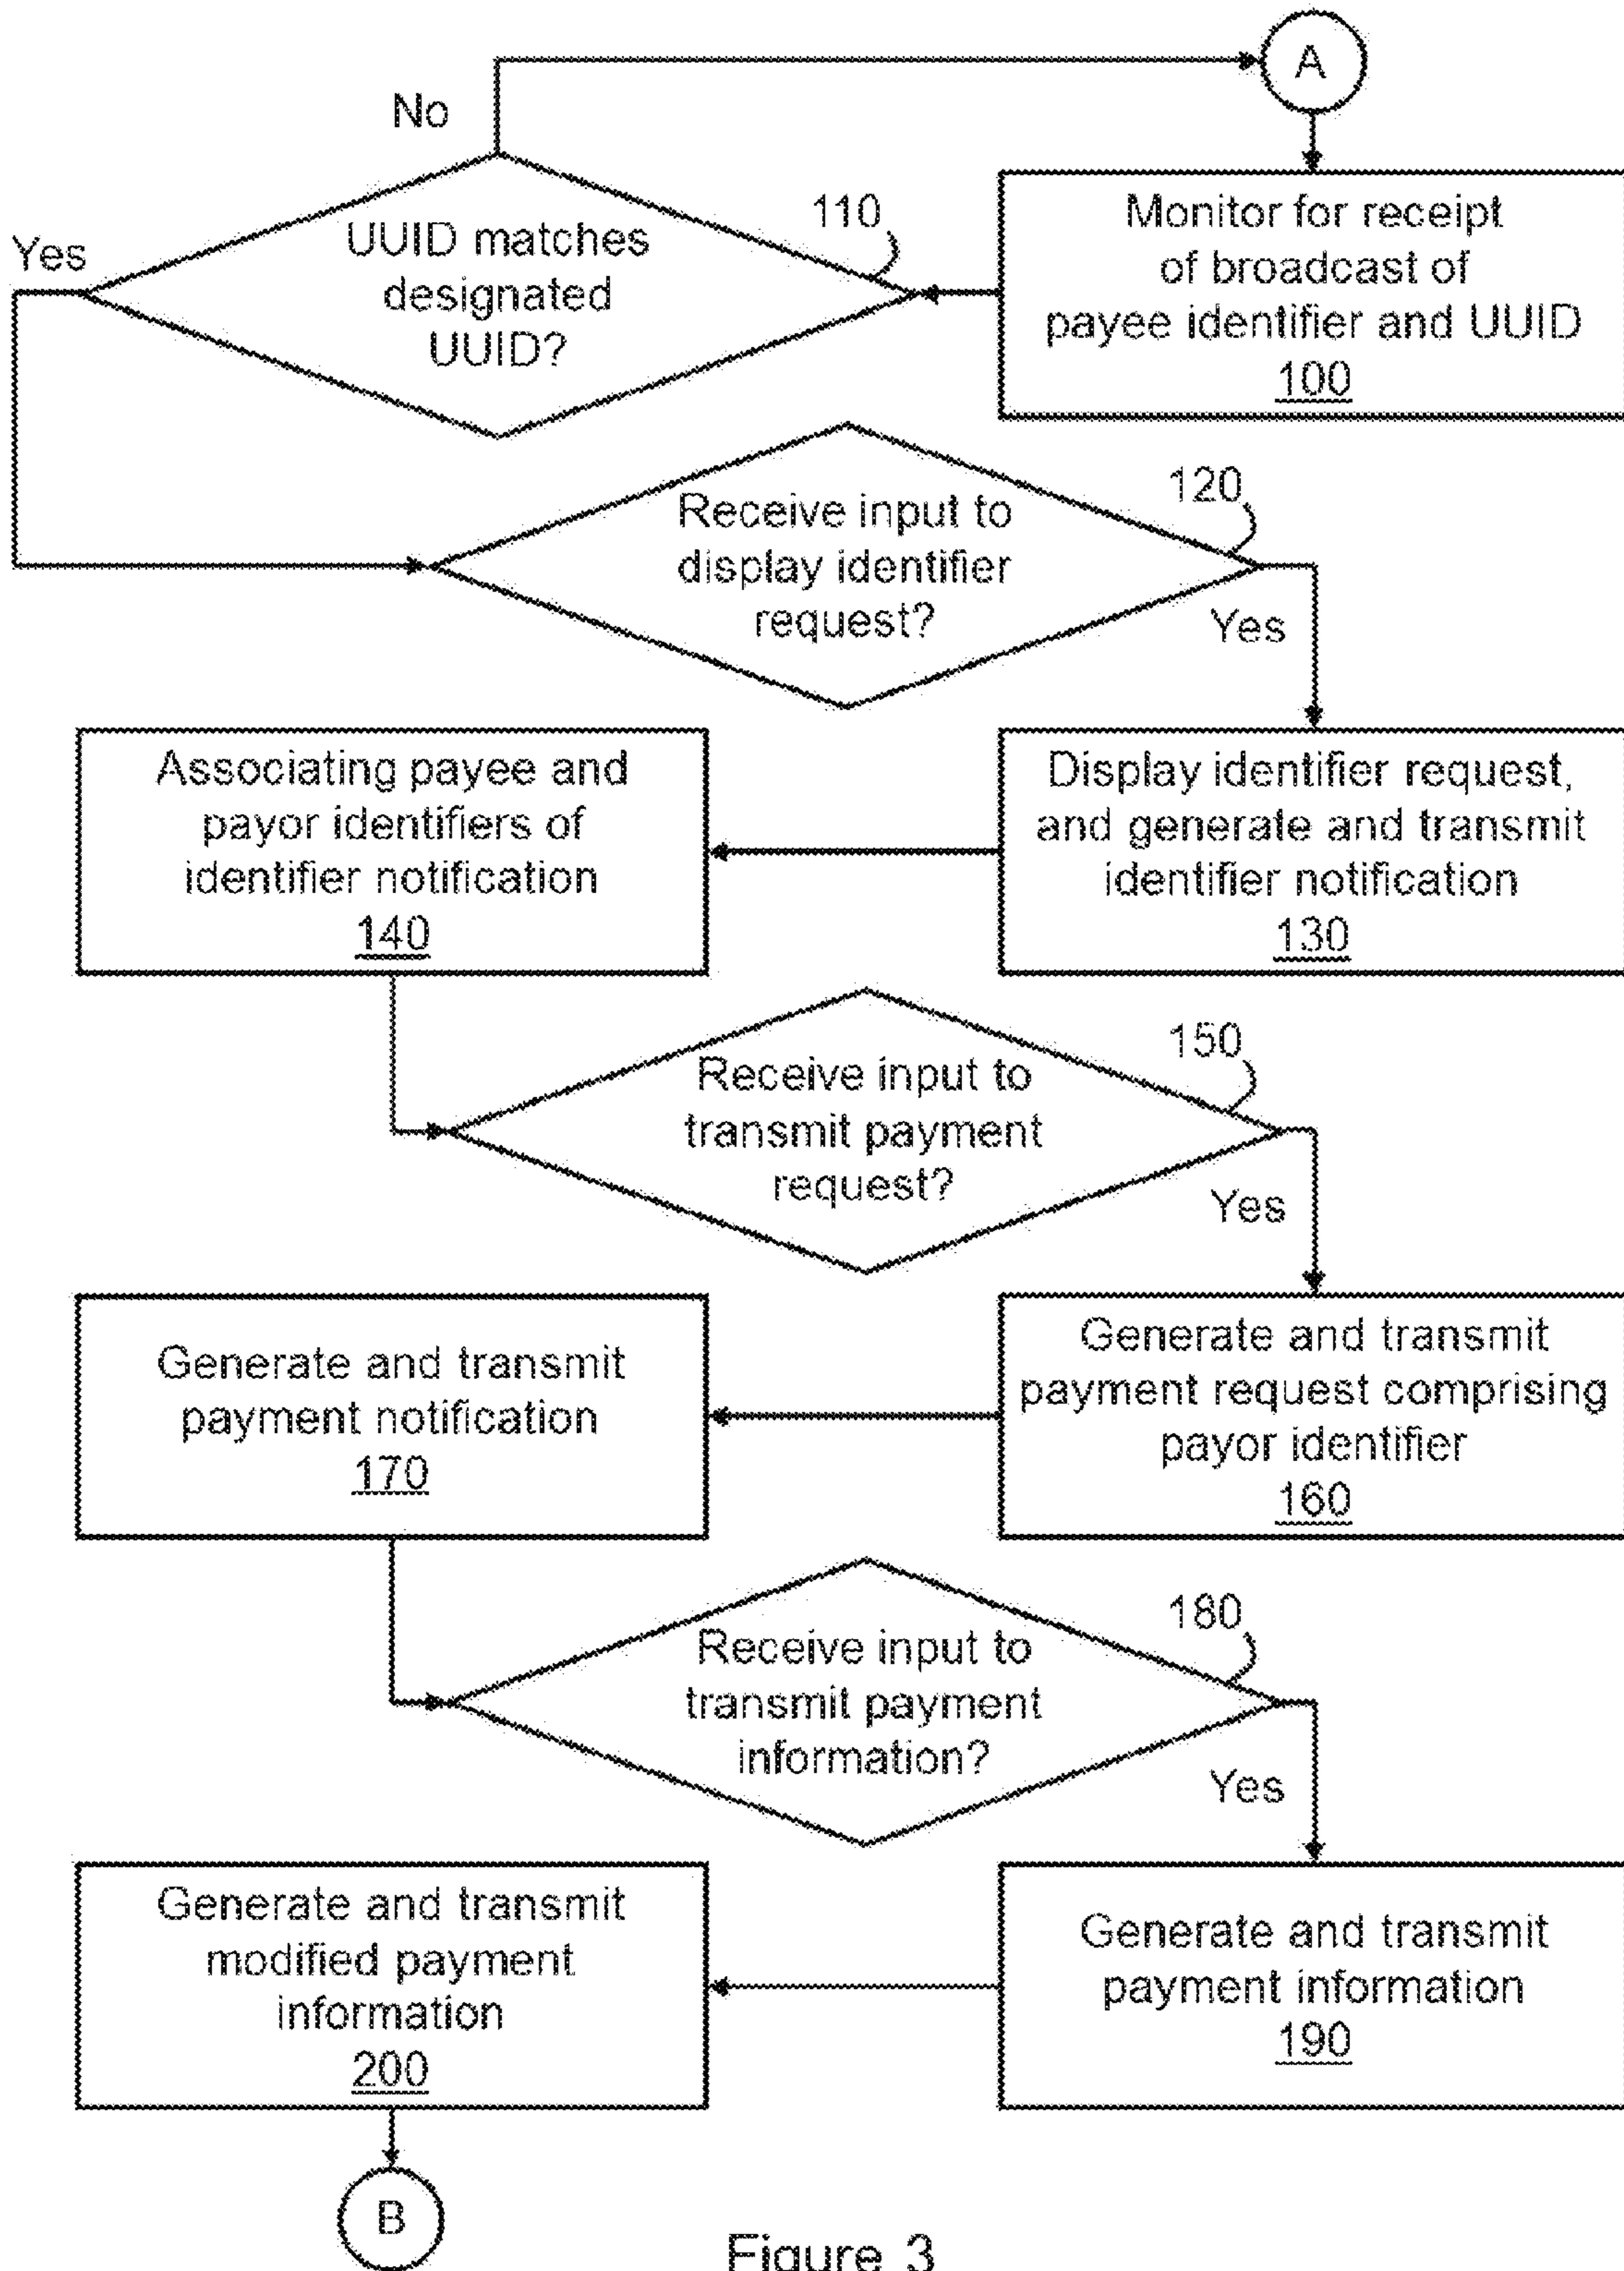 A
No
Monitor for receipt
of broadcast of
payee identifier and UUID
100
110
UUID matches
designated
UUID?
Yes
120
Receive input to
display identifier
request?
Yes
Display identifier request,
and generate and transmit
identifier notification
130
Associating payee and
payor identifiers of
identifier notification
140
150
Receive input to
transmit payment
request?
Yes
Generate and transmit
payment request comprising
payor identifier
160
Generate and transmit
payment notification
170
180
Receive input to
transmit payment
information?
Yes
Generate and transmit
payment information
190
Generate and transmit
modified payment
information
200
B
Figure 3